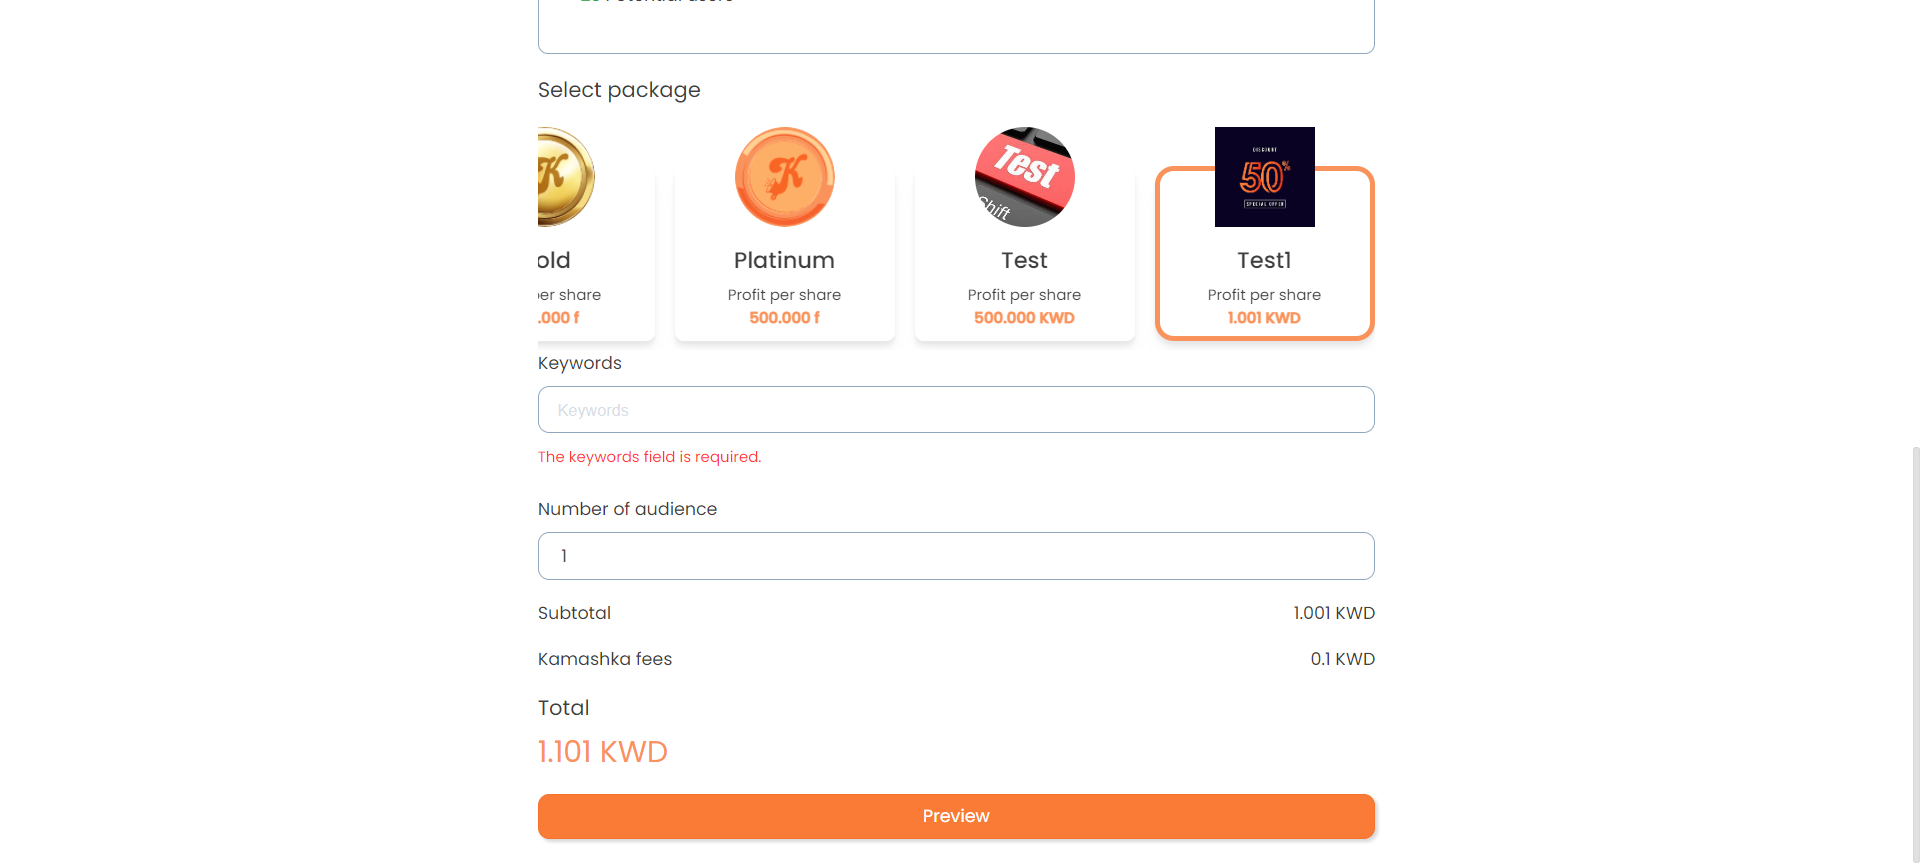 Select package
K
K
Test
Shift
DISCOUNT
50%
SPECIAL OFFER
old
Platinum
Test
Test1
per share
Profit per share
Profit per share
Profit per share
.000 f
500.000 f
500.000 KWD
1.001 KWD
Keywords
Keywords
The keywords field is required.
Number of audience
1
Subtotal
1.001 KWD
Kamashka fees
0.1 KWD
Total
1.101 KWD
Preview